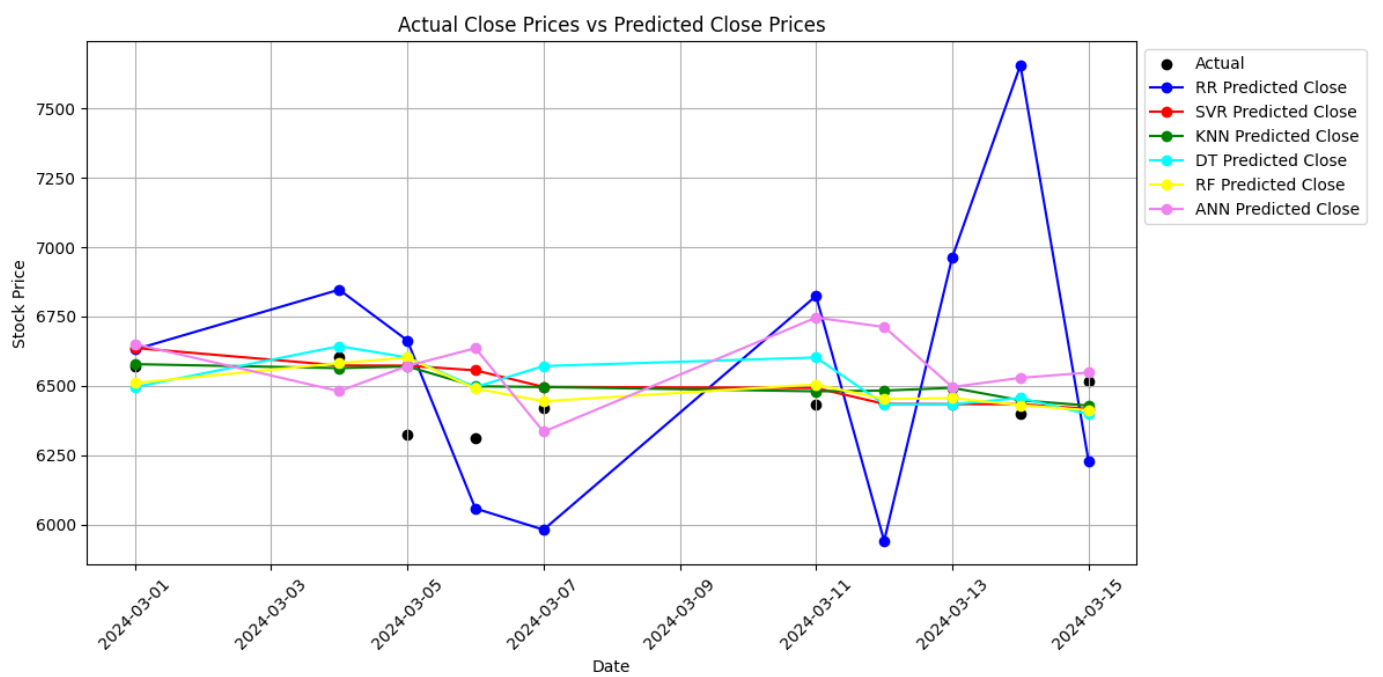 Actual Close Prices vs Predicted Close Prices
Actual
RR Predicted Close
SVR Predicted Close
KNN Predicted Close
DT Predicted Close
RF Predicted Close
ANN Predicted Close
Stock Price
7500
7250
7000
6750
6500
6250
6000
2024-03-01
2024-03-03
2024-03-05
2024-03-07
2024-03-09
2024-03-11
2024-03-13
2024-03-15
Date